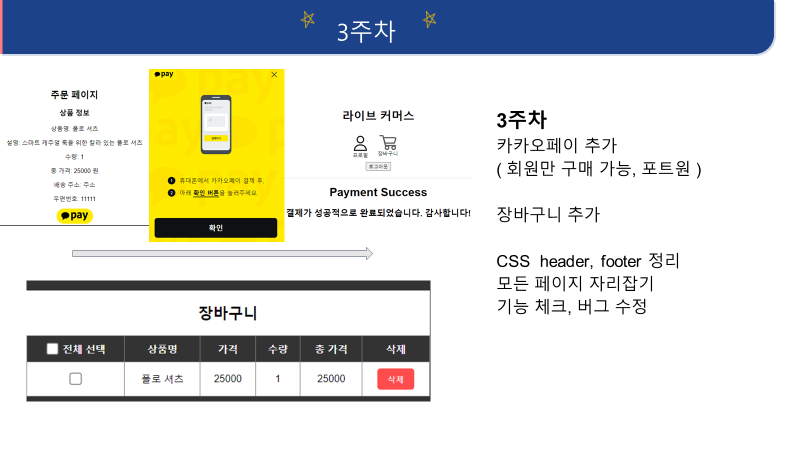 3주차
주문 페이지
상품 정보
상품명: 폴로 셔츠
설명: 스마트 캐주얼 룩을 위한 칼라 있는 폴로 셔츠
수량: 1
총 가격: 25000 원
배송 주소: 주소
우편번호: 11111
pay
pay
1 휴대폰에서 카카오페이 결제 후,
2 아래 확인 버튼을 눌러주세요.
확인
라이브 커머스
프로필
장바구니
로그아웃
Payment Success
결제가 성공적으로 완료되었습니다. 감사합니다!
장바구니
전체 선택 상품명 가격 수량 총 가격 삭제
폴로 셔츠 25000 1 25000 삭제
3주차
카카오페이 추가
( 회원만 구매 가능, 포트원 )
장바구니 추가
CSS header, footer 정리
모든 페이지 자리잡기
기능 체크, 버그 수정